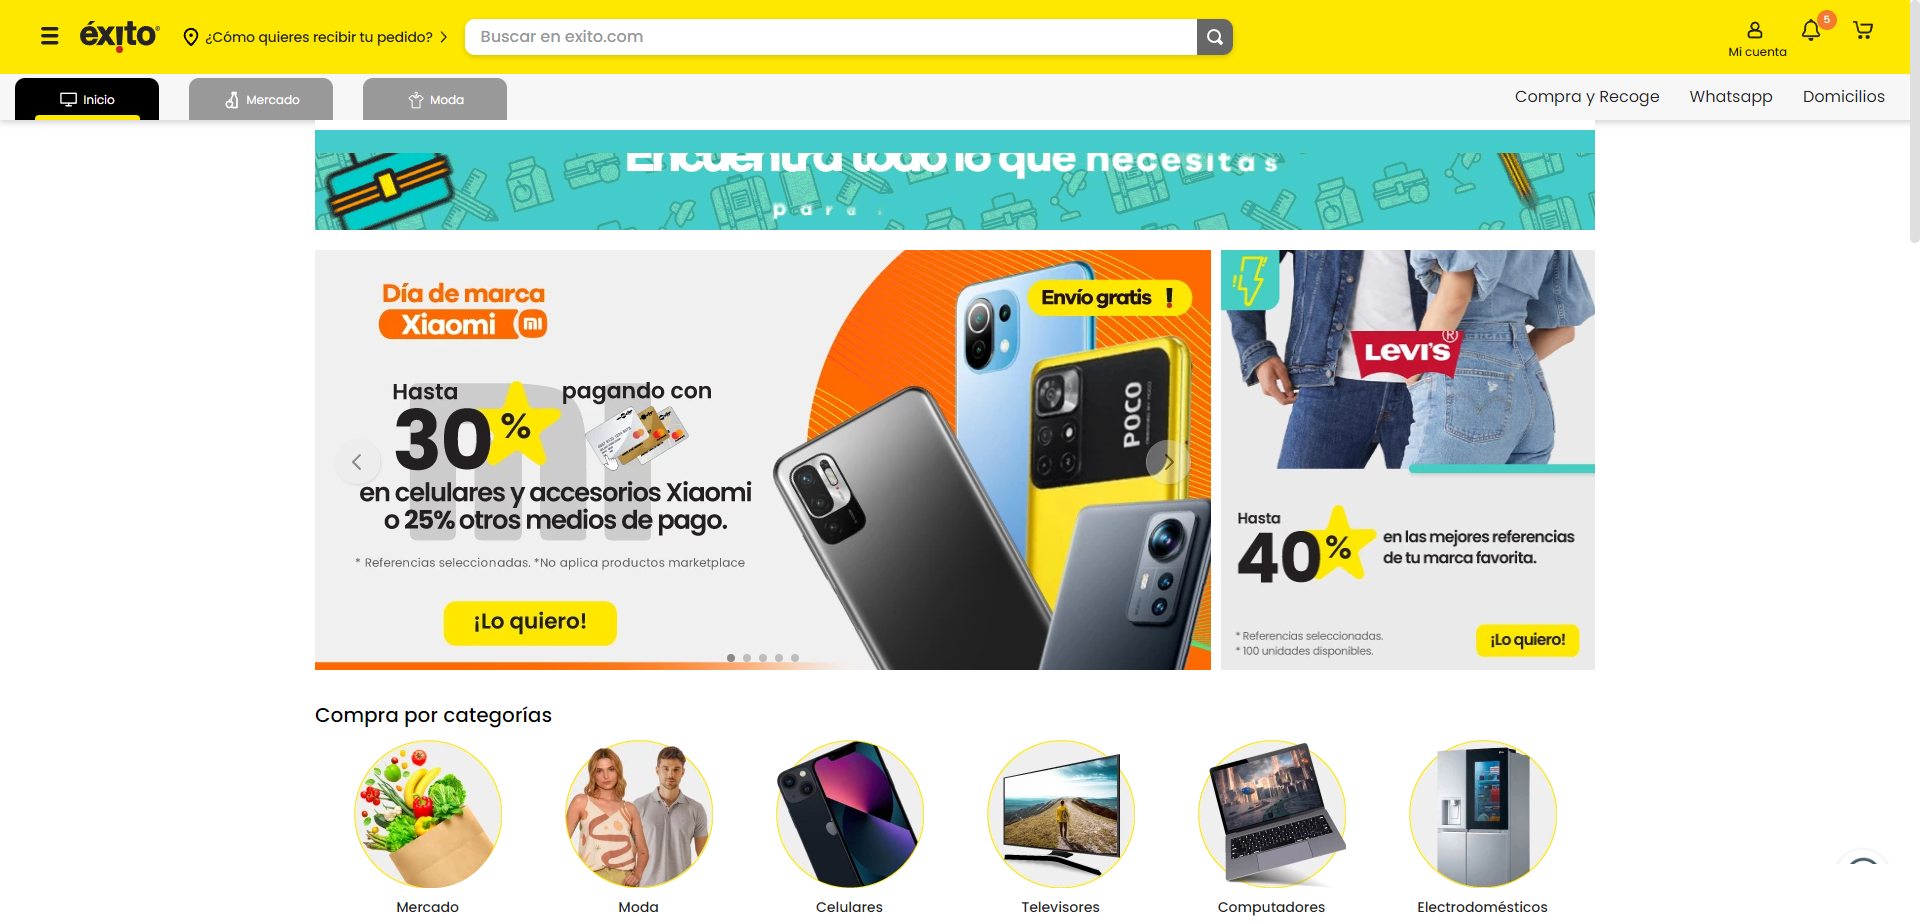 éxito
¿Cómo quieres recibir tu pedido?
Buscar en exito.com
5
Mi cuenta
Inicio
Mercado
Moda
Compra y Recoge
Whatsapp
Domicilios
Encuentra todo lo que necesitas
para
Día de marca
Xiaomi mi
Envío gratis !
Hasta
30%
pagando con
en celulares y accesorios Xiaomi
o 25% otros medios de pago.
* Referencias seleccionadas. *No aplica productos marketplace
¡Lo quiero!
POCO
LEVI'S®
Hasta
40%
en las mejores referencias
de tu marca favorita.
* Referencias seleccionadas.
* 100 unidades disponibles.
¡Lo quiero!
Compra por categorías
Mercado
Moda
Celulares
Televisores
Computadores
Electrodomésticos